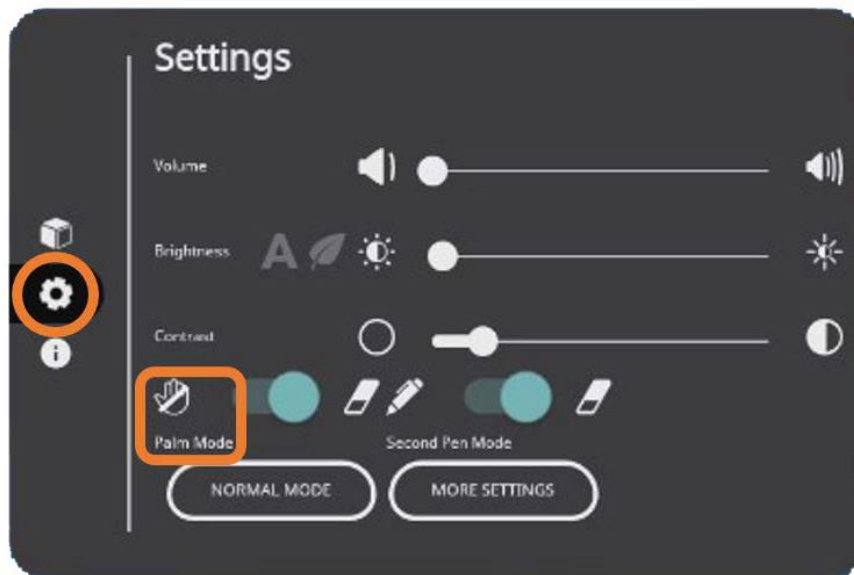 Settings
Volume
Brightness A
Contrast
Palm Mode Second Pen Mode
NORMAL MODE MORE SETTINGS